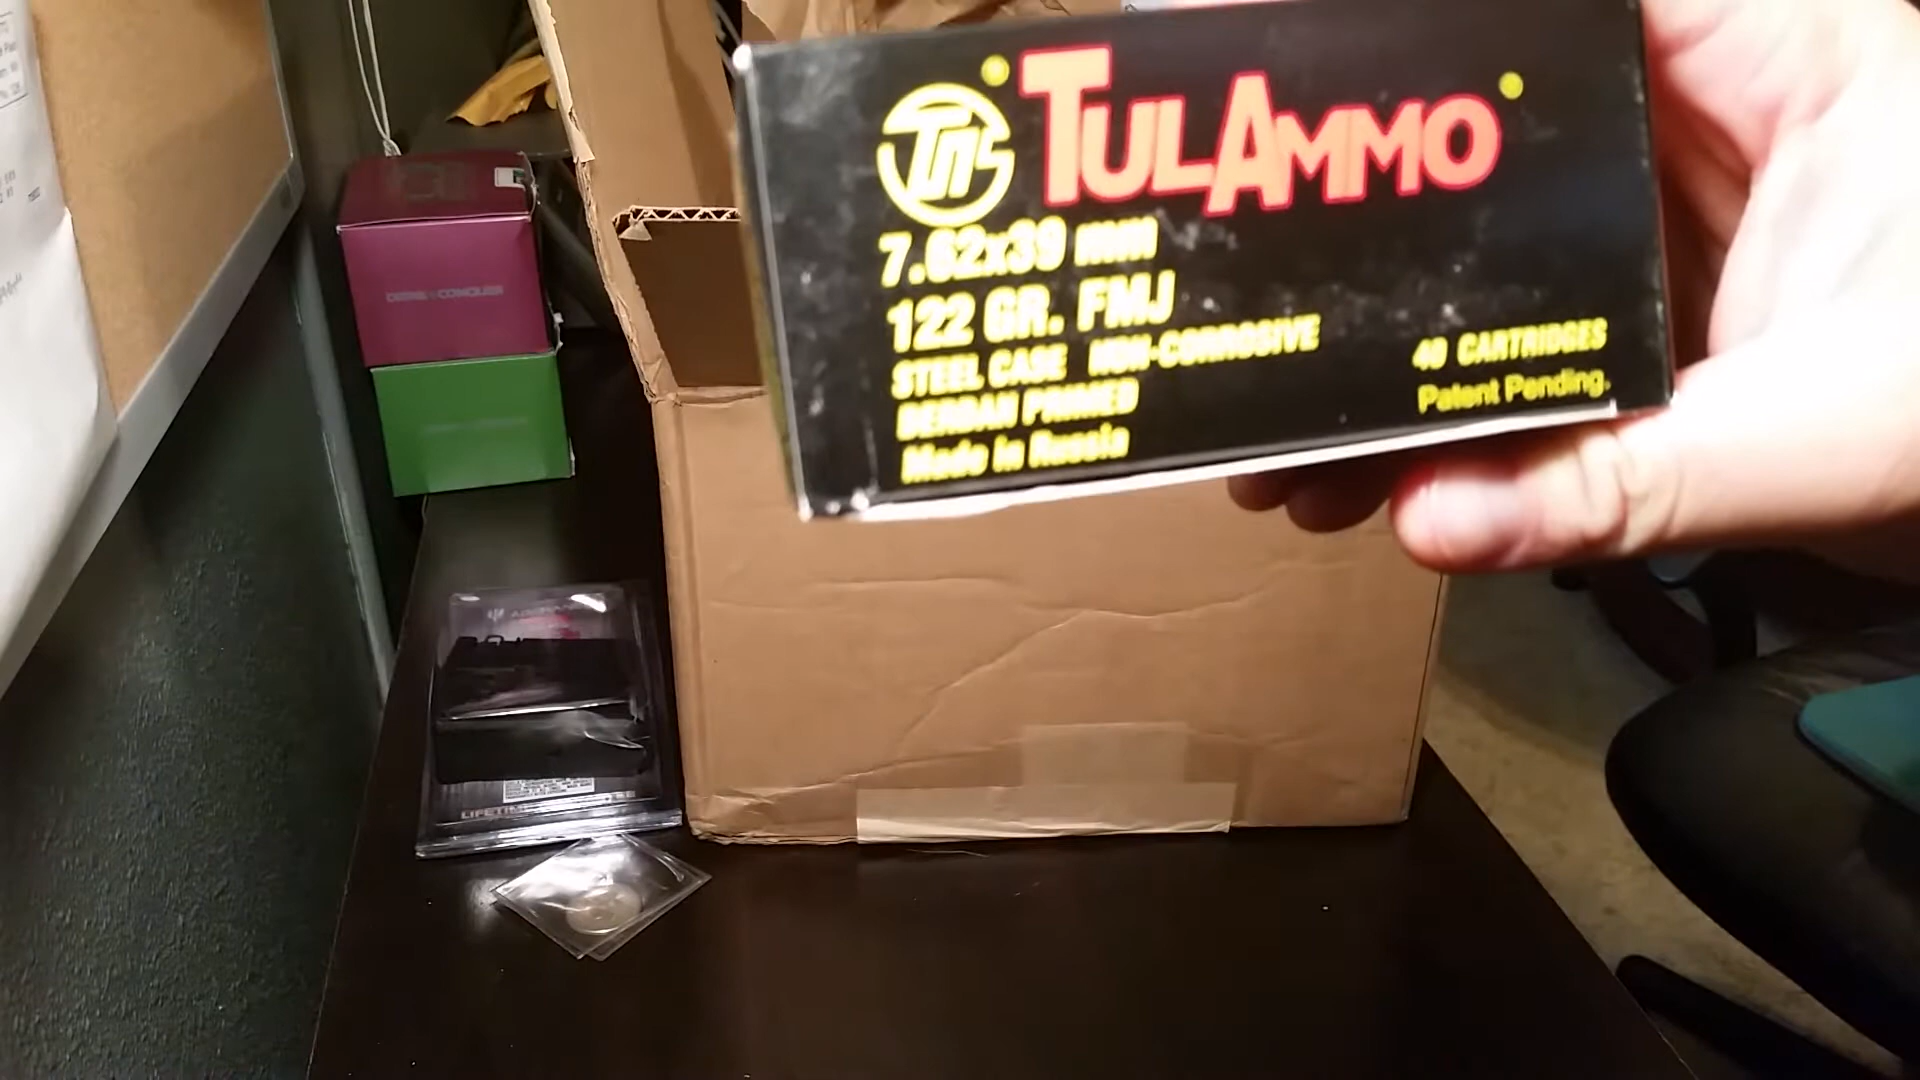 TULAMMO
7.62x39 mm
122 GR. FMJ
STEEL CASE NON-CORROSIVE
BERDAN PRIMED
Made in Russia
40 CARTRIDGES
Patent Pending.